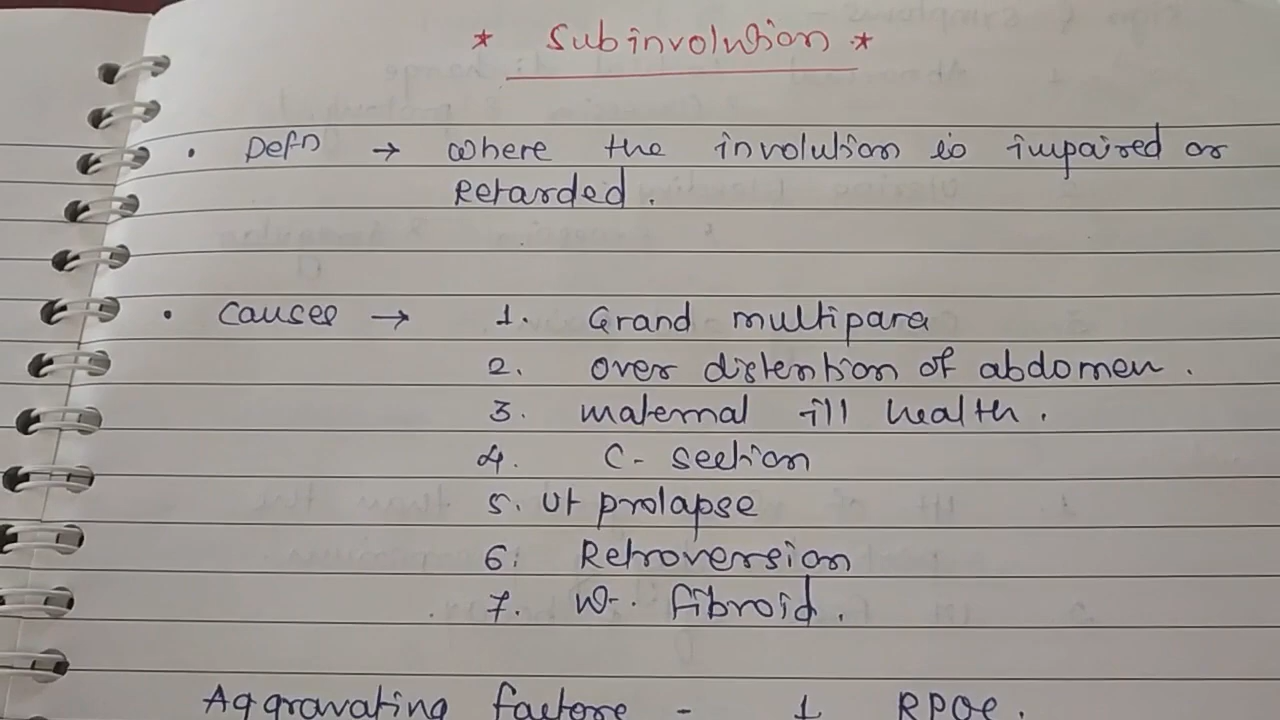 * Subinvolution *
• Defn → where the involution is impaired or
retarded.
• causes → 1. Grand multipara
2. over distention of abdomen.
3. maternal ill health.
4. C- section
5. Ut prolapse
6. Retroversion
7. Ut. fibroid.
Aggravating factors - 1 RPOC.